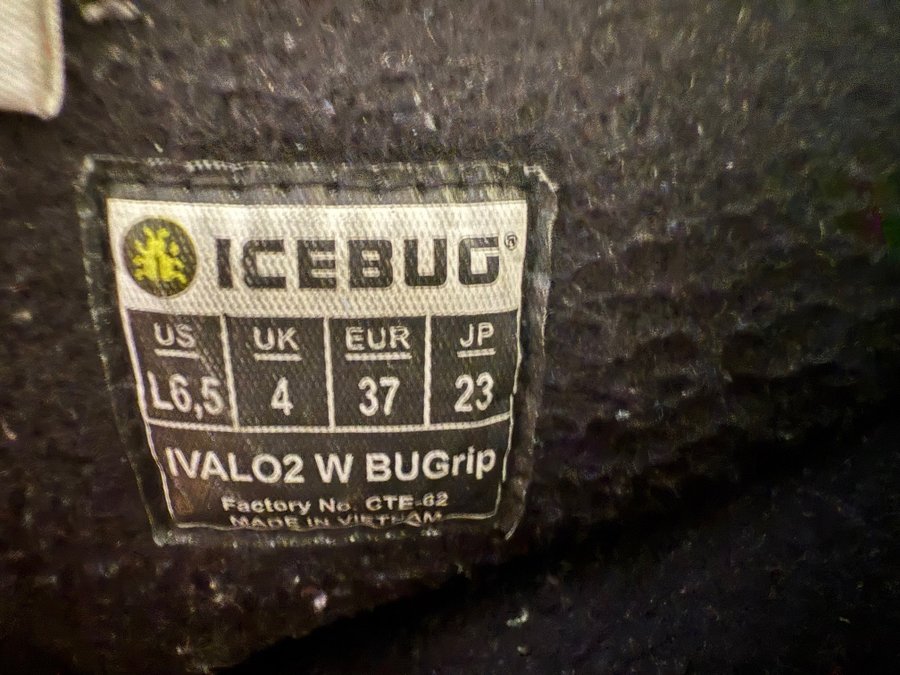 ICEBUG®
US UK EUR JP
L6,5 4 37 23
IVALO2 W BUGrip
Factory No. CTE-62
MADE IN VIETNAM